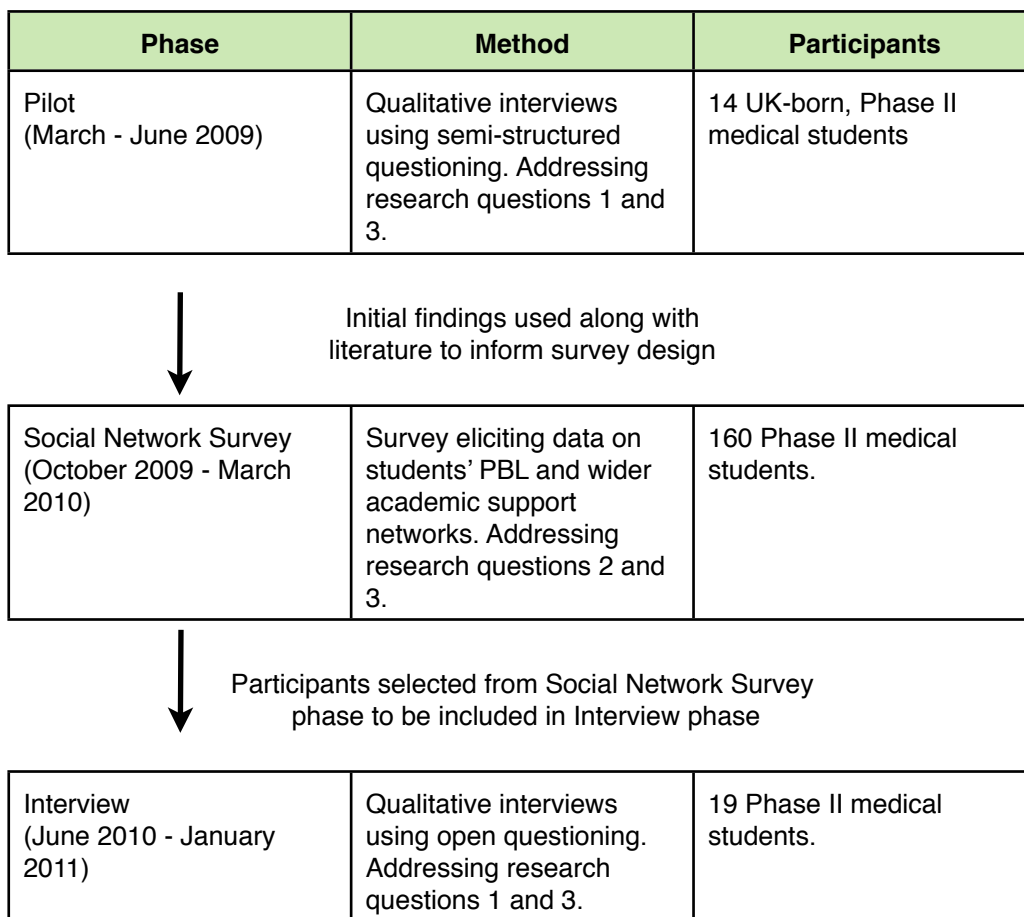 Phase
Method
Participants
Pilot
(March - June 2009)
Qualitative interviews
using semi-structured
questioning. Addressing
research questions 1 and
3.
14 UK-born, Phase II
medical students
Initial findings used along with
literature to inform survey design
Social Network Survey
(October 2009 - March
2010)
Survey eliciting data on
students’ PBL and wider
academic support
networks. Addressing
research questions 2 and
3.
160 Phase II medical
students.
Participants selected from Social Network Survey
phase to be included in Interview phase
Interview
(June 2010 - January
2011)
Qualitative interviews
using open questioning.
Addressing research
questions 1 and 3.
19 Phase II medical
students.